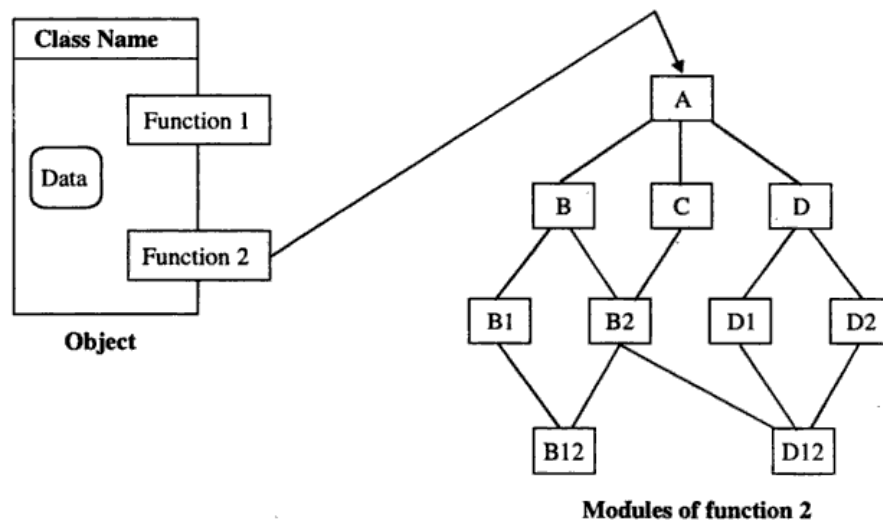 Class Name
Function 1
Data
Function 2
Object
A
B
C
D
B1
B2
D1
D2
B12
D12
Modules of function 2